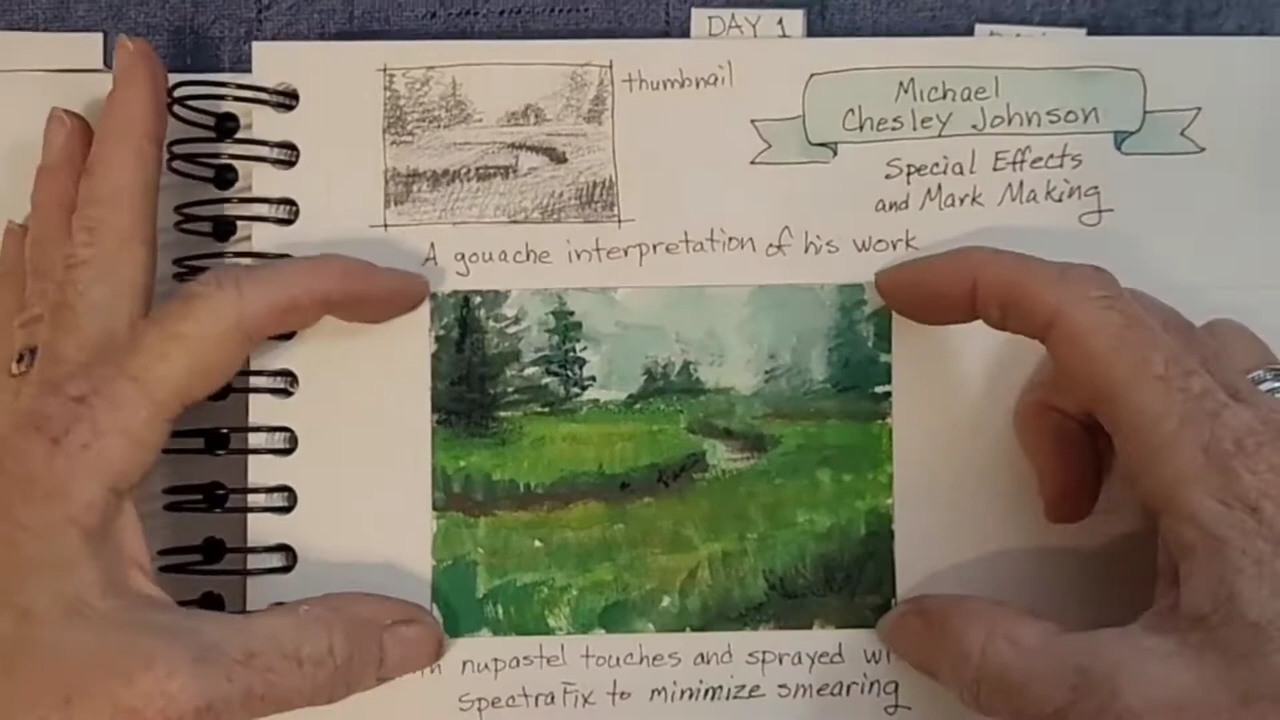 DAY 1
thumbnail
Michael
Chesley Johnson
Special Effects
and Mark Making
A gouache interpretation of his work
nupastel touches and sprayed
SpectraFix to minimize smearing